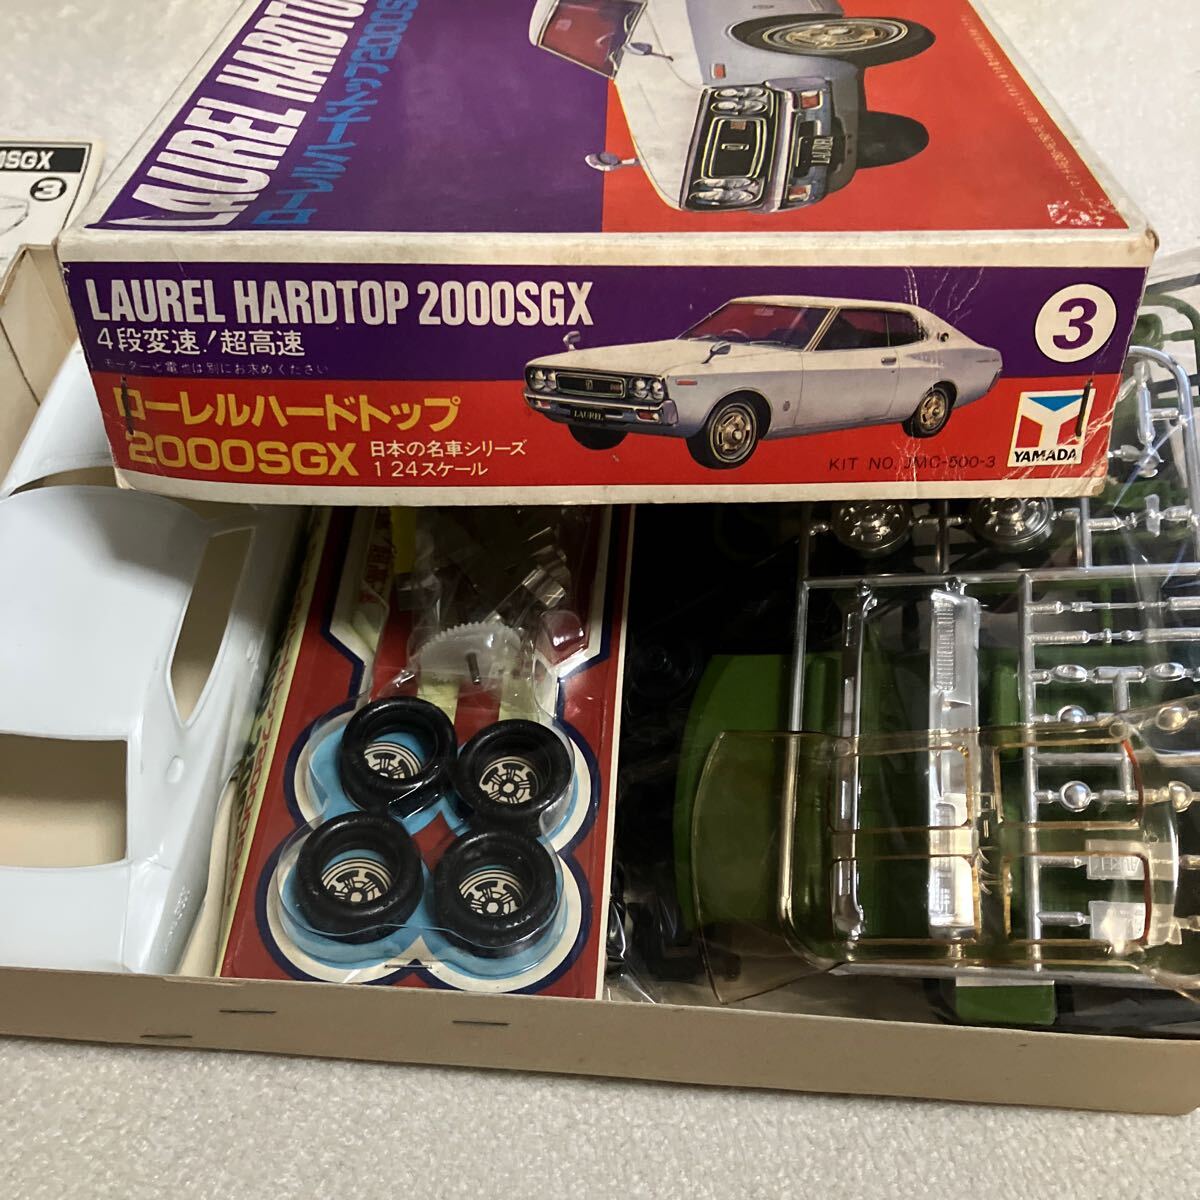 LAUREL HARDTO
ローレルハードトップ2000S
LAUREL
MSGX
3
LAUREL HARDTOP 2000SGX
4段変速！超高速
モーターと電池は別にお求めください
ローレルハードトップ
2000SGX
日本の名車シリーズ
1 24スケール
LAUREL
KIT NO. JMC-500-3
3
YAMADA